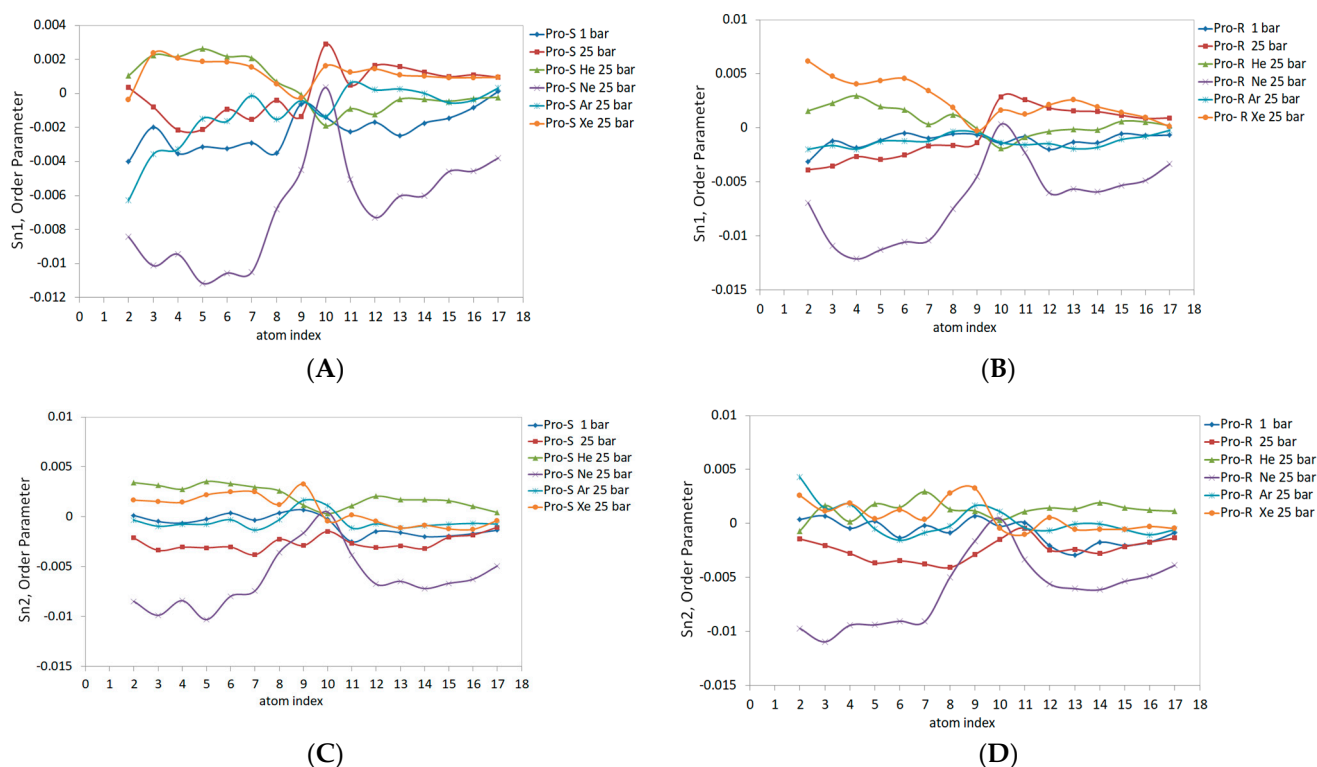 0.004
0.002
0
-0.002
-0.004
-0.006
-0.008
-0.01
-0.012
Sn1, Order Parameter
0 1 2 3 4 5 6 7 8 9 10 11 12 13 14 15 16 17 18
atom index
Pro-S 1 bar
Pro-S 25 bar
Pro-S He 25 bar
Pro-S Ne 25 bar
Pro-S Ar 25 bar
Pro-S Xe 25 bar
(A)
0.01
0.005
0
-0.005
-0.01
-0.015
Sn1, Order Parameter
0 1 2 3 4 5 6 7 8 9 10 11 12 13 14 15 16 17 18
atom index
Pro-R 1 bar
Pro-R 25 bar
Pro-R He 25 bar
Pro-R Ne 25 bar
Pro-R Ar 25 bar
Pro-R Xe 25 bar
(B)
0.01
0.005
0
-0.005
-0.01
-0.015
Sn2, Order Parameter
0 1 2 3 4 5 6 7 8 9 10 11 12 13 14 15 16 17 18
atom index
Pro-S 1 bar
Pro-S 25 bar
Pro-S He 25 bar
Pro-S Ne 25 bar
Pro-S Ar 25 bar
Pro-S Xe 25 bar
(C)
0.01
0.005
0
-0.005
-0.01
-0.015
Sn2, Order Parameter
0 1 2 3 4 5 6 7 8 9 10 11 12 13 14 15 16 17 18
atom index
Pro-R 1 bar
Pro-R 25 bar
Pro-R He 25 bar
Pro-R Ne 25 bar
Pro-R Ar 25 bar
Pro-R Xe 25 bar
(D)